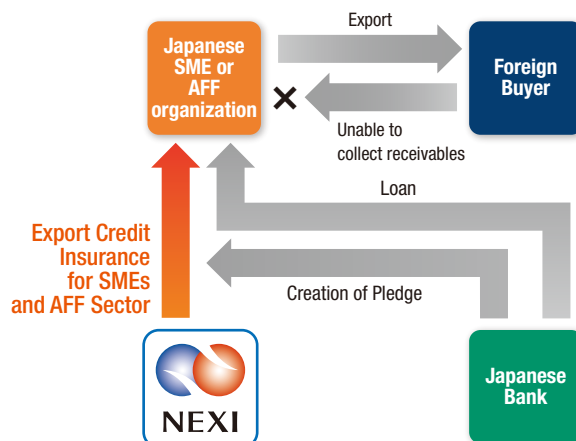 Japanese
SME or
AFF
organization
Export
Foreign
Buyer
Unable to
collect receivables
Loan
Export Credit
Insurance
for SMEs
and AFF Sector
Creation of Pledge
NEXI
Japanese
Bank